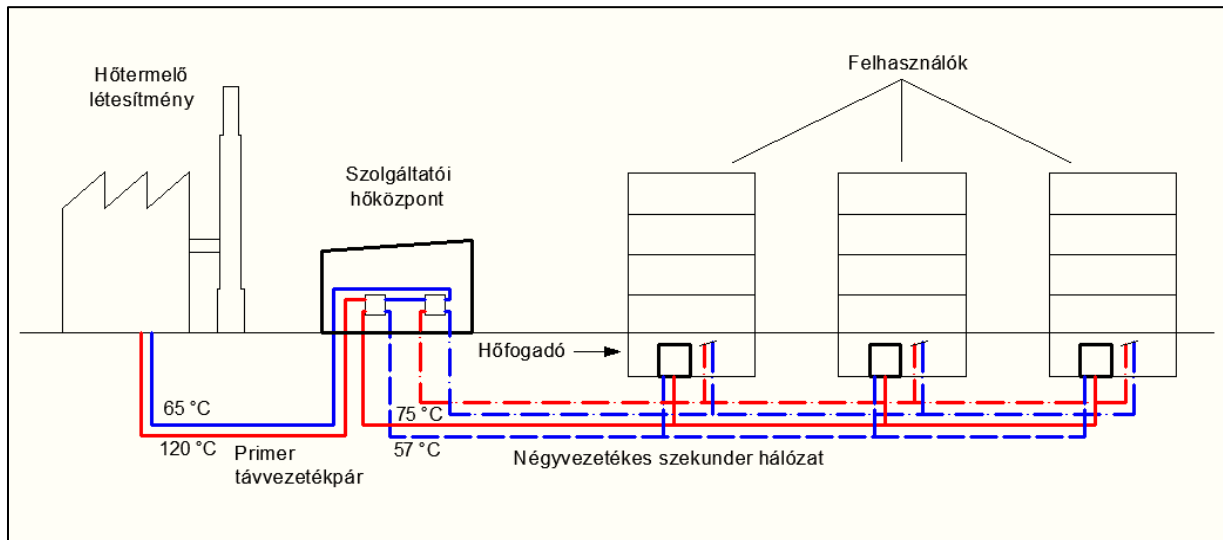 Hőtermelő
létesítmény
Szolgáltatói
hőközpont
Felhasználók
Hőfogadó
65 °C
120 °C
Primer
távvezetékpár
75 °C
57 °C
Négyvezetékes szekunder hálózat